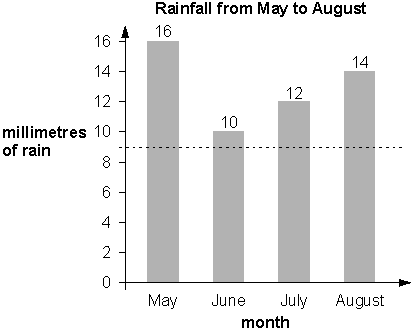 Rainfall from May to August
millimetres
of rain
16
14
12
10
8
6
4
2
0
16
10
12
14
May June July August
month